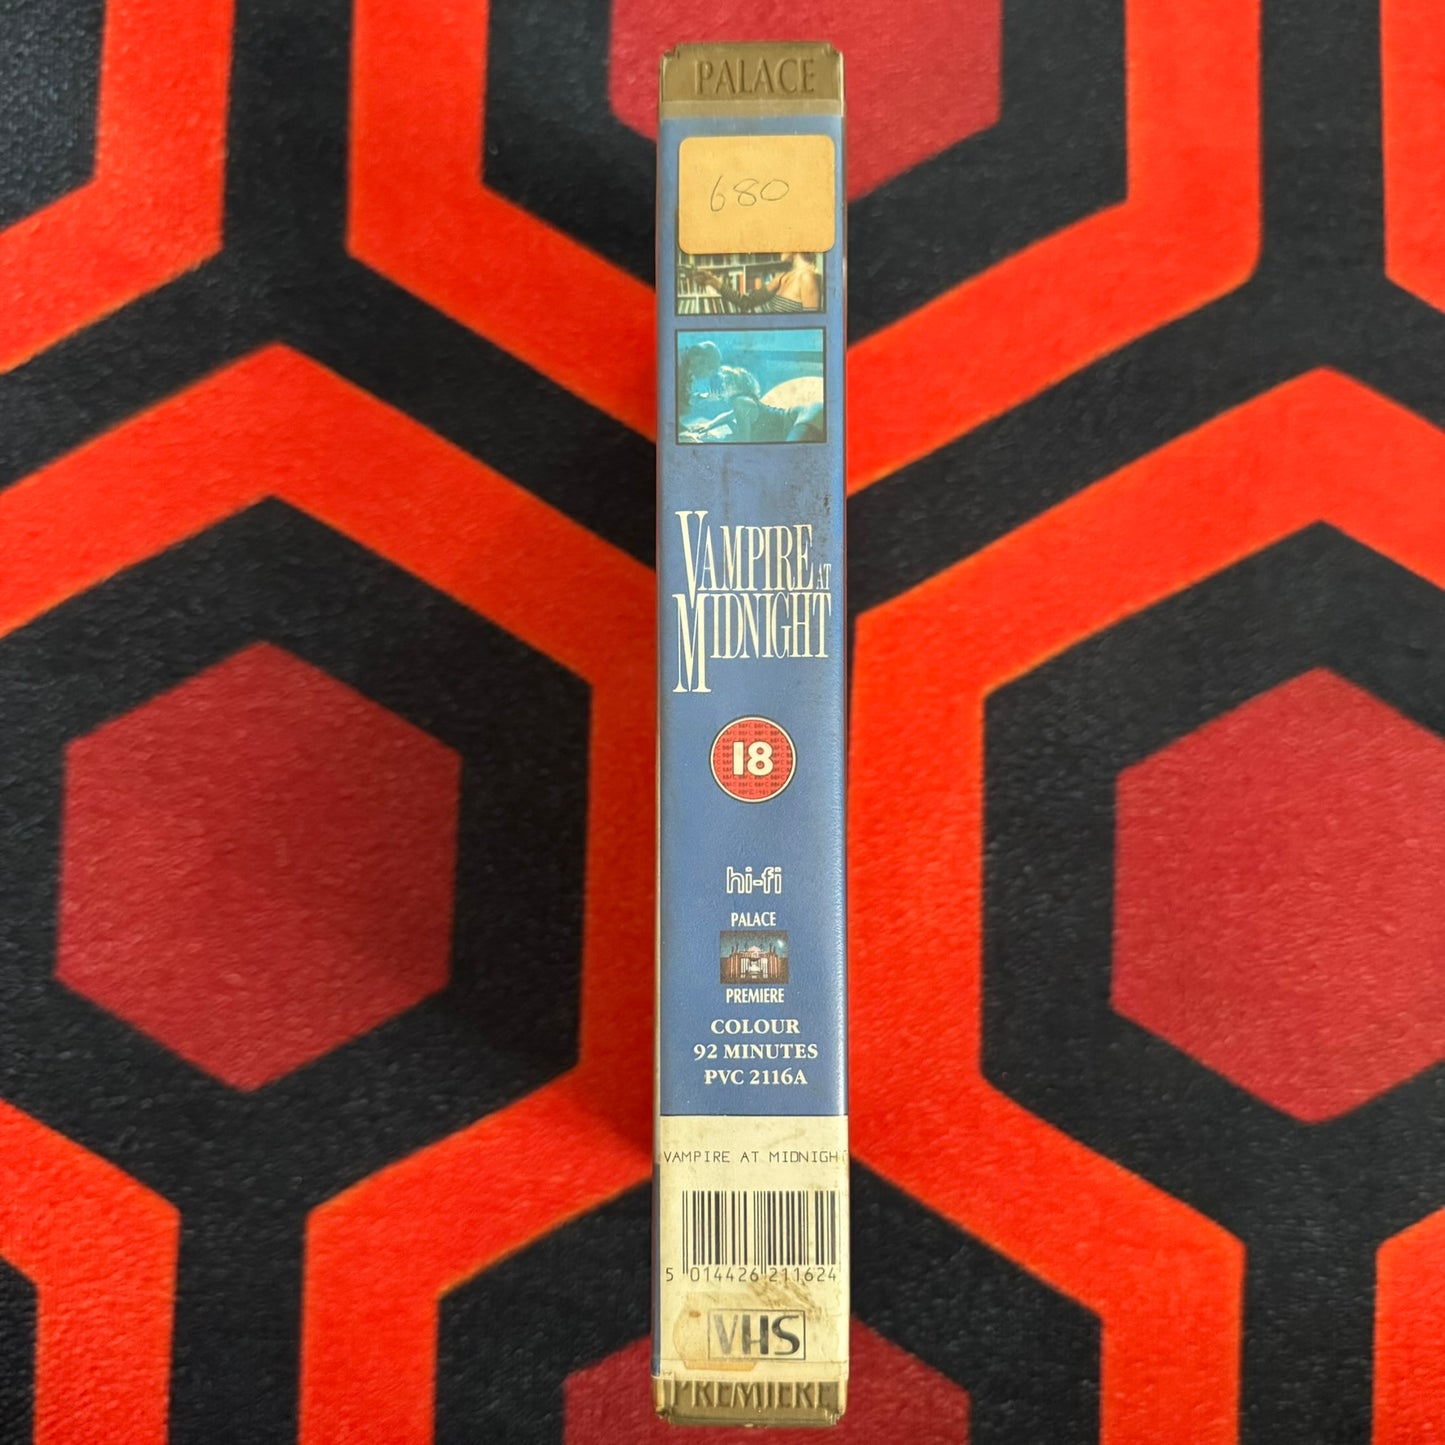 PALACE
680
VAMPIRE AT
MIDNIGHT
18
hi-fi
PALACE
PREMIERE
COLOUR
92 MINUTES
PVC 2116A
VAMPIRE AT MIDNIGH
5 014426 211624
VHS
PREMIERE